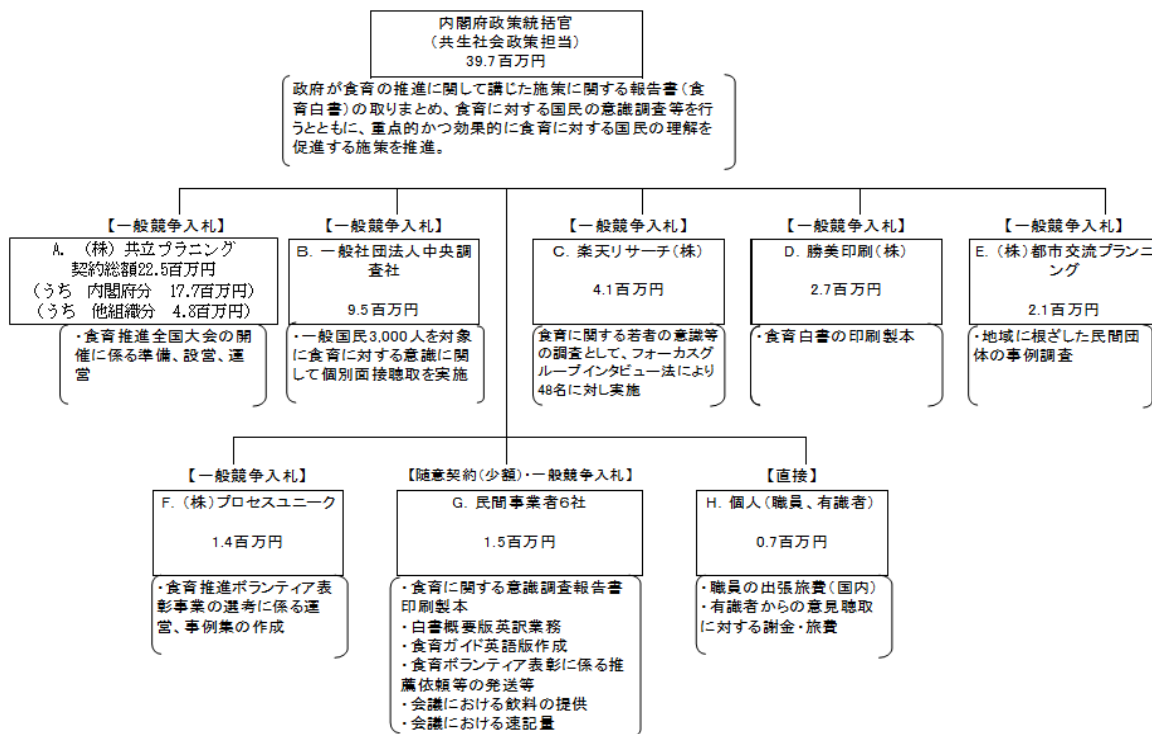 内閣府政策統括官
(共生社会政策担当)
39.7百万円
政府が食育の推進に関して講じた施策に関する報告書(食
育白書)の取りまとめ、食育に対する国民の意識調査等を行
うとともに、重点的かつ効果的に食育に対する国民の理解を
促進する施策を推進。
【一般競争入札】
A. (株)共立プラニング
契約総額22.5百万円
(うち 内閣府分 17.7百万円)
(うち 他組織分 4.8百万円)
・食育推進全国大会の開
催に係る準備、設営、運
営
【一般競争入札】
B. 一般社団法人中央調
査社
9.5百万円
・一般国民3,000人を対象
に食育に対する意識に関
して個別面接聴取を実施
【一般競争入札】
C. 楽天リサーチ(株)
4.1百万円
食育に関する若者の意識等
の調査として、フォーカスグ
ループインタビュー法により
48名に対し実施
【一般競争入札】
D. 勝美印刷(株)
2.7百万円
・食育白書の印刷製本
【一般競争入札】
E. (株)都市交流プランニ
ング
2.1百万円
・地域に根ざした民間団
体の事例調査
【一般競争入札】
F. (株)プロセスユニーク
1.4百万円
・食育推進ボランティア表
彰事業の選考に係る運
営、事例集の作成
【随意契約(少額)・一般競争入札】
G. 民間事業者6社
1.5百万円
・食育に関する意識調査報告書
印刷製本
・白書概要版英訳業務
・食育ガイド英語版作成
・食育ボランティア表彰に係る推
薦依頼等の発送等
・会議における飲料の提供
・会議における速記量
【直接】
H. 個人(職員、有識者)
0.7百万円
・職員の出張旅費(国内)
・有識者からの意見聴取
に対する謝金・旅費